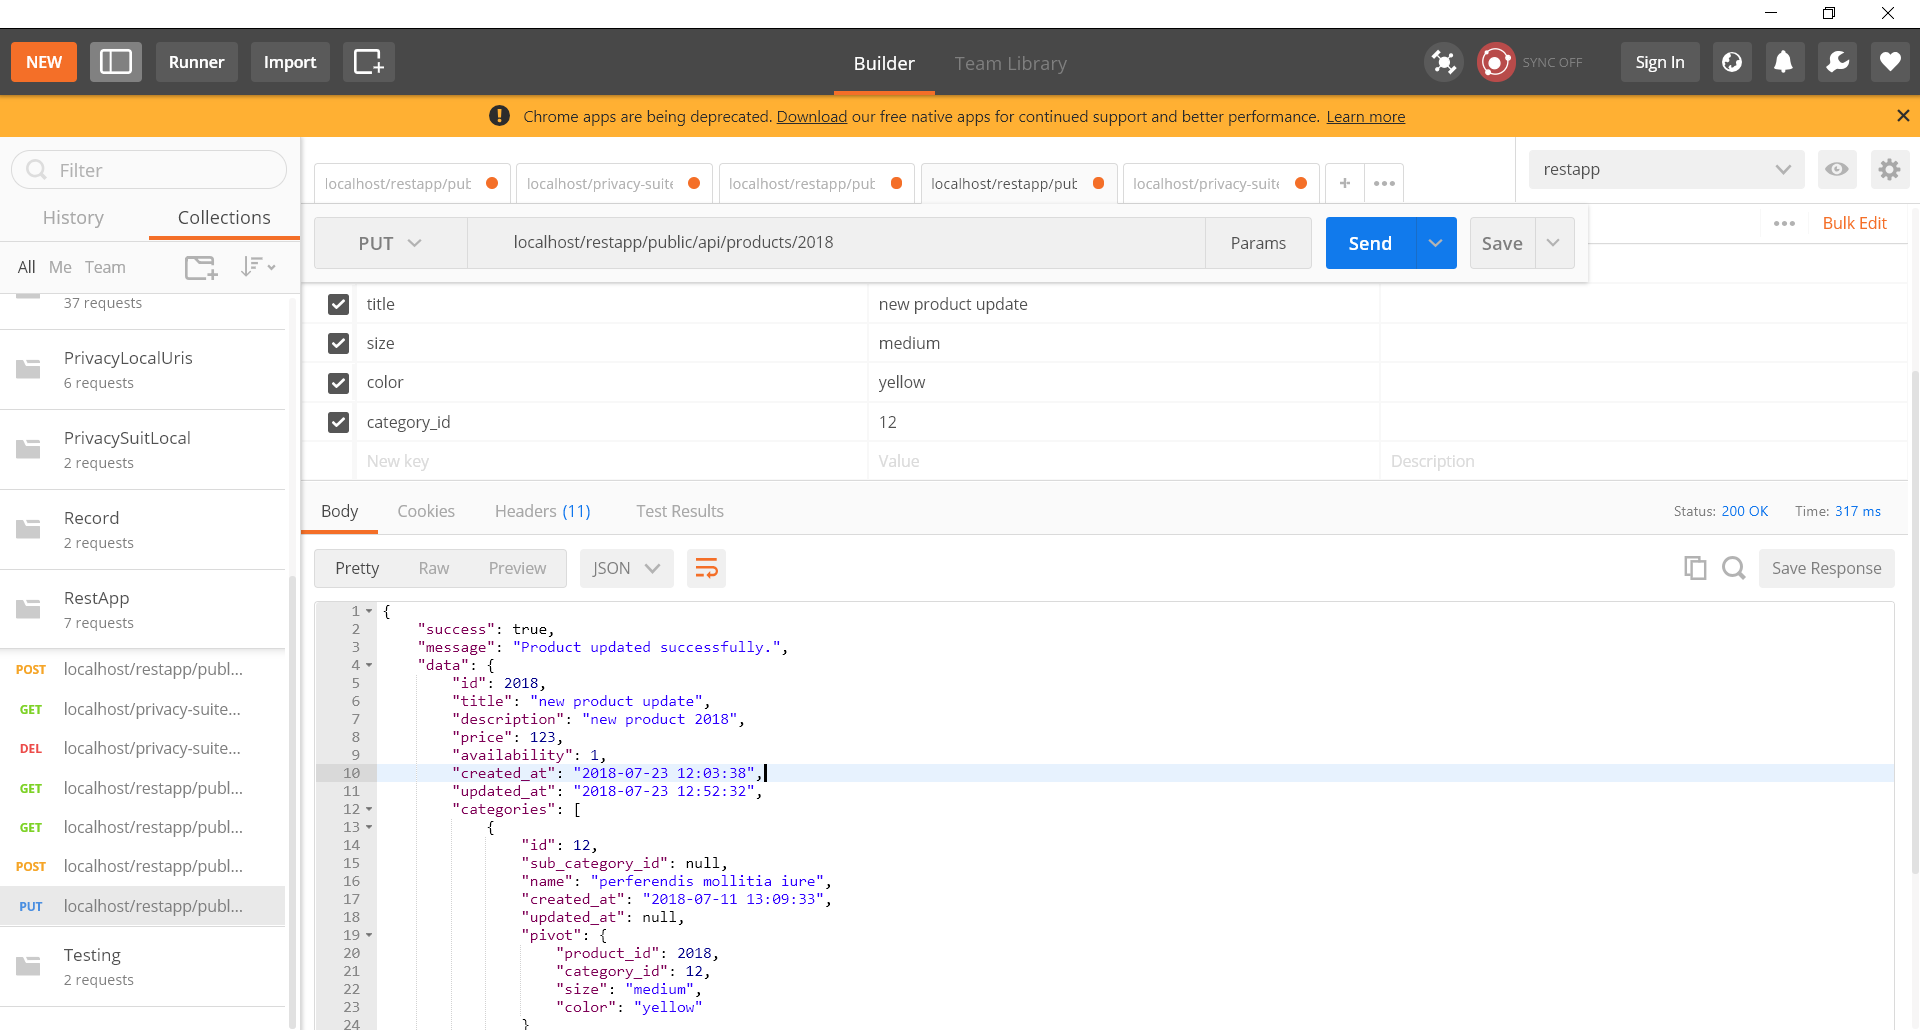 NEW Runner Import Builder Team Library SYNC OFF Sign In
Chrome apps are being deprecated. Download our free native apps for continued support and better performance. Learn more
Filter
History Collections
All Me Team
37 requests
PrivacyLocalUris
6 requests
PrivacySuitLocal
2 requests
Record
2 requests
RestApp
7 requests
POST localhost/restapp/publ...
GET localhost/privacy-suite...
DEL localhost/privacy-suite...
GET localhost/restapp/publ...
GET localhost/restapp/publ...
POST localhost/restapp/publ...
PUT localhost/restapp/publ...
Testing
2 requests
localhost/restapp/pub localhost/privacy-suite localhost/restapp/pub localhost/restapp/pub localhost/privacy-suite + •••
restapp
PUT localhost/restapp/public/api/products/2018 Params Send Save
••• Bulk Edit
title new product update
size medium
color yellow
category_id 12
New key Value Description
Body Cookies Headers (11) Test Results Status: 200 OK Time: 317 ms
Pretty Raw Preview JSON Save Response
1 {
2 "success": true,
3 "message": "Product updated successfully.",
4 "data": {
5 "id": 2018,
6 "title": "new product update",
7 "description": "new product 2018",
8 "price": 123,
9 "availability": 1,
10 "created_at": "2018-07-23 12:03:38",
11 "updated_at": "2018-07-23 12:52:32",
12 "categories": [
13 {
14 "id": 12,
15 "sub_category_id": null,
16 "name": "perferendis mollitia iure",
17 "created_at": "2018-07-11 13:09:33",
18 "updated_at": null,
19 "pivot": {
20 "product_id": 2018,
21 "category_id": 12,
22 "size": "medium",
23 "color": "yellow"
24 }